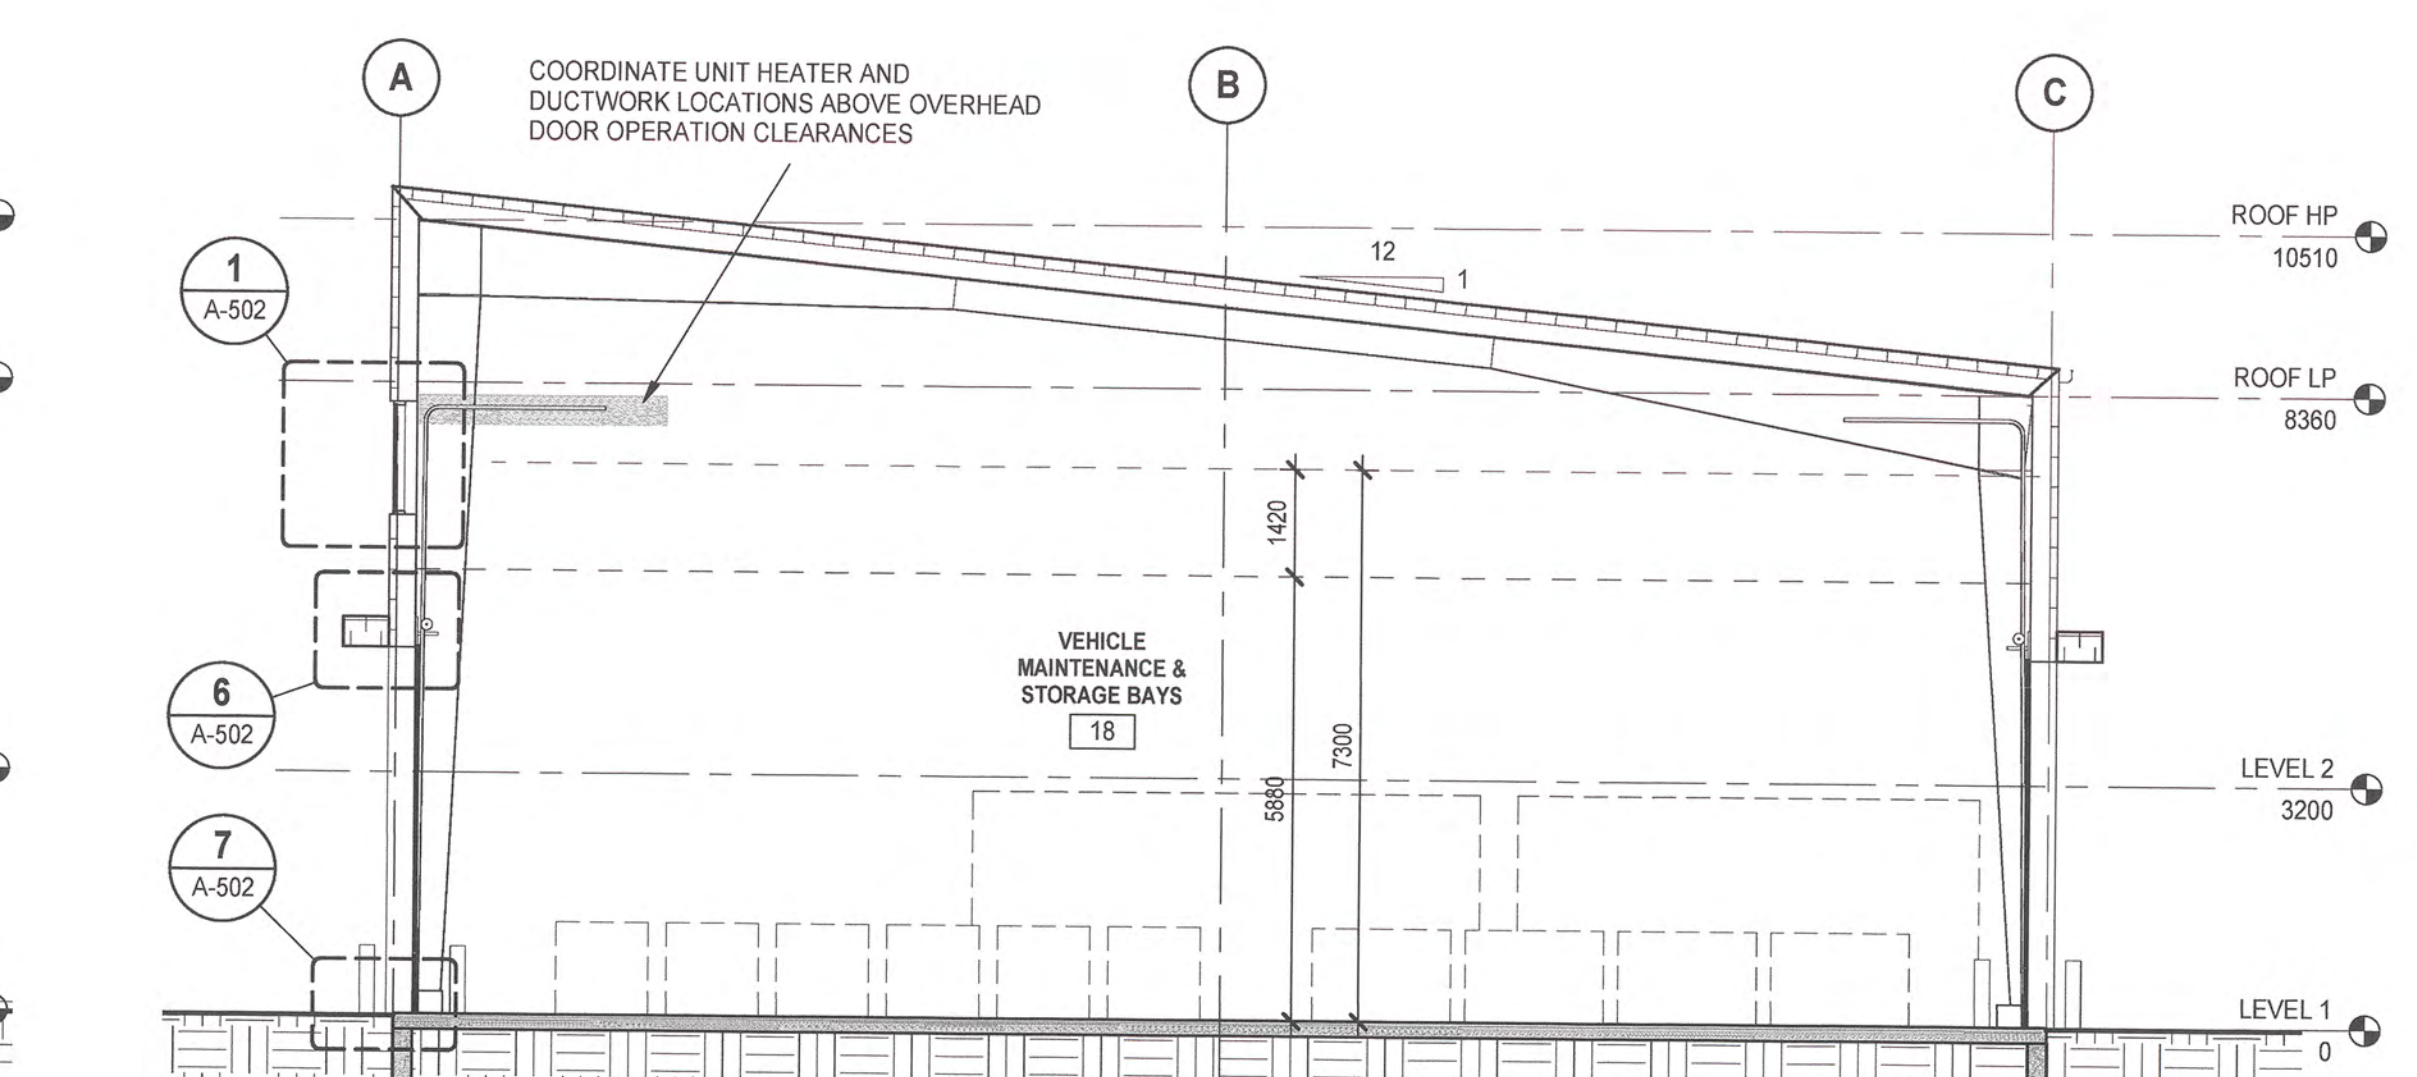 A
B
C
COORDINATE UNIT HEATER AND
DUCTWORK LOCATIONS ABOVE OVERHEAD
DOOR OPERATION CLEARANCES
ROOF HP
10510
12
1
1
A-502
ROOF LP
8360
1420
VEHICLE
MAINTENANCE &
STORAGE BAYS
18
6
A-502
7300
5880
LEVEL 2
3200
7
A-502
LEVEL 1
0